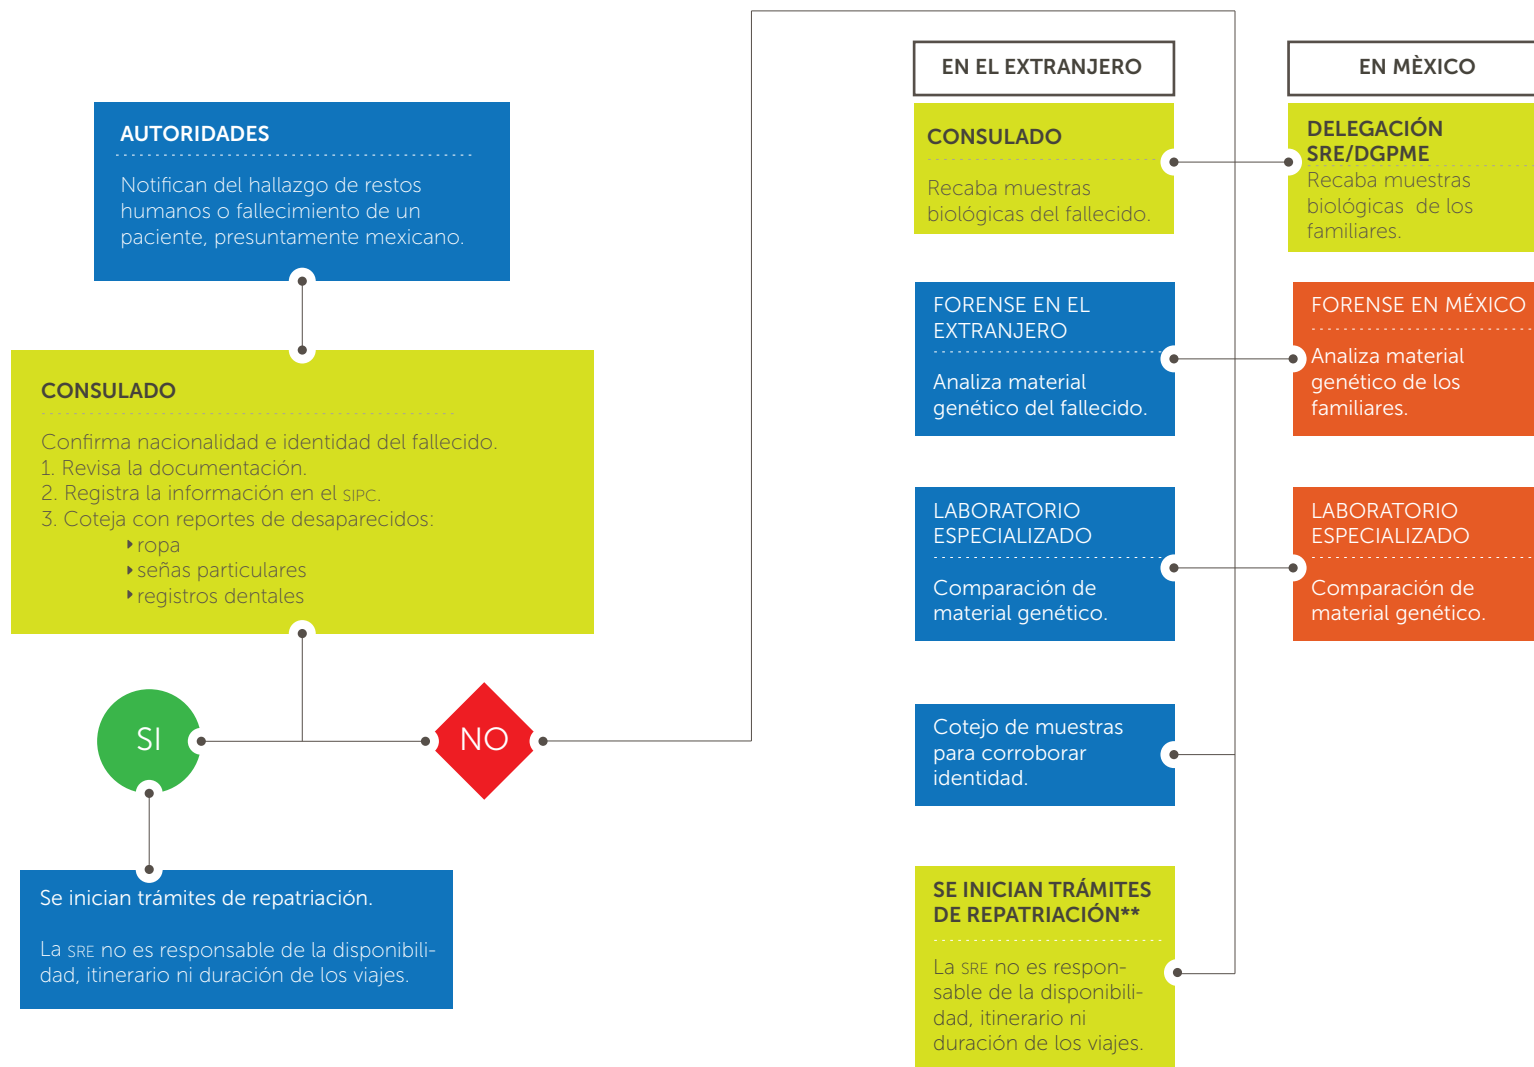 AUTORIDADES
Notifican del hallazgo de restos
humanos o fallecimiento de un
paciente, presuntamente mexicano.
CONSULADO
Confirma nacionalidad e identidad del fallecido.
1. Revisa la documentación.
2. Registra la información en el SIPC.
3. Coteja con reportes de desaparecidos:
ropa
señas particulares
registros dentales
SI
NO
Se inician trámites de repatriación.
La SRE no es responsable de la disponibili-
dad, itinerario ni duración de los viajes.
EN EL EXTRANJERO
CONSULADO
Recaba muestras
biológicas del fallecido.
FORENSE EN EL
EXTRANJERO
Analiza material
genético del fallecido.
LABORATORIO
ESPECIALIZADO
Comparación de
material genético.
Cotejo de muestras
para corroborar
identidad.
SE INICIAN TRÁMITES
DE REPATRIACIÓN**
La SRE no es respon-
sable de la disponibili-
dad, itinerario ni
duración de los viajes.
EN MÈXICO
DELEGACIÓN
SRE/DGPME
Recaba muestras
biológicas de los
familiares.
FORENSE EN MÉXICO
Analiza material
genético de los
familiares.
LABORATORIO
ESPECIALIZADO
Comparación de
material genético.